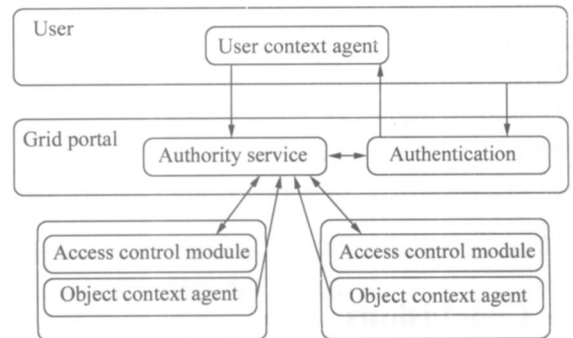 User
User context agent
Grid portal
Authority service
Authentication
Access control module
Object context agent
Access control module
Object context agent